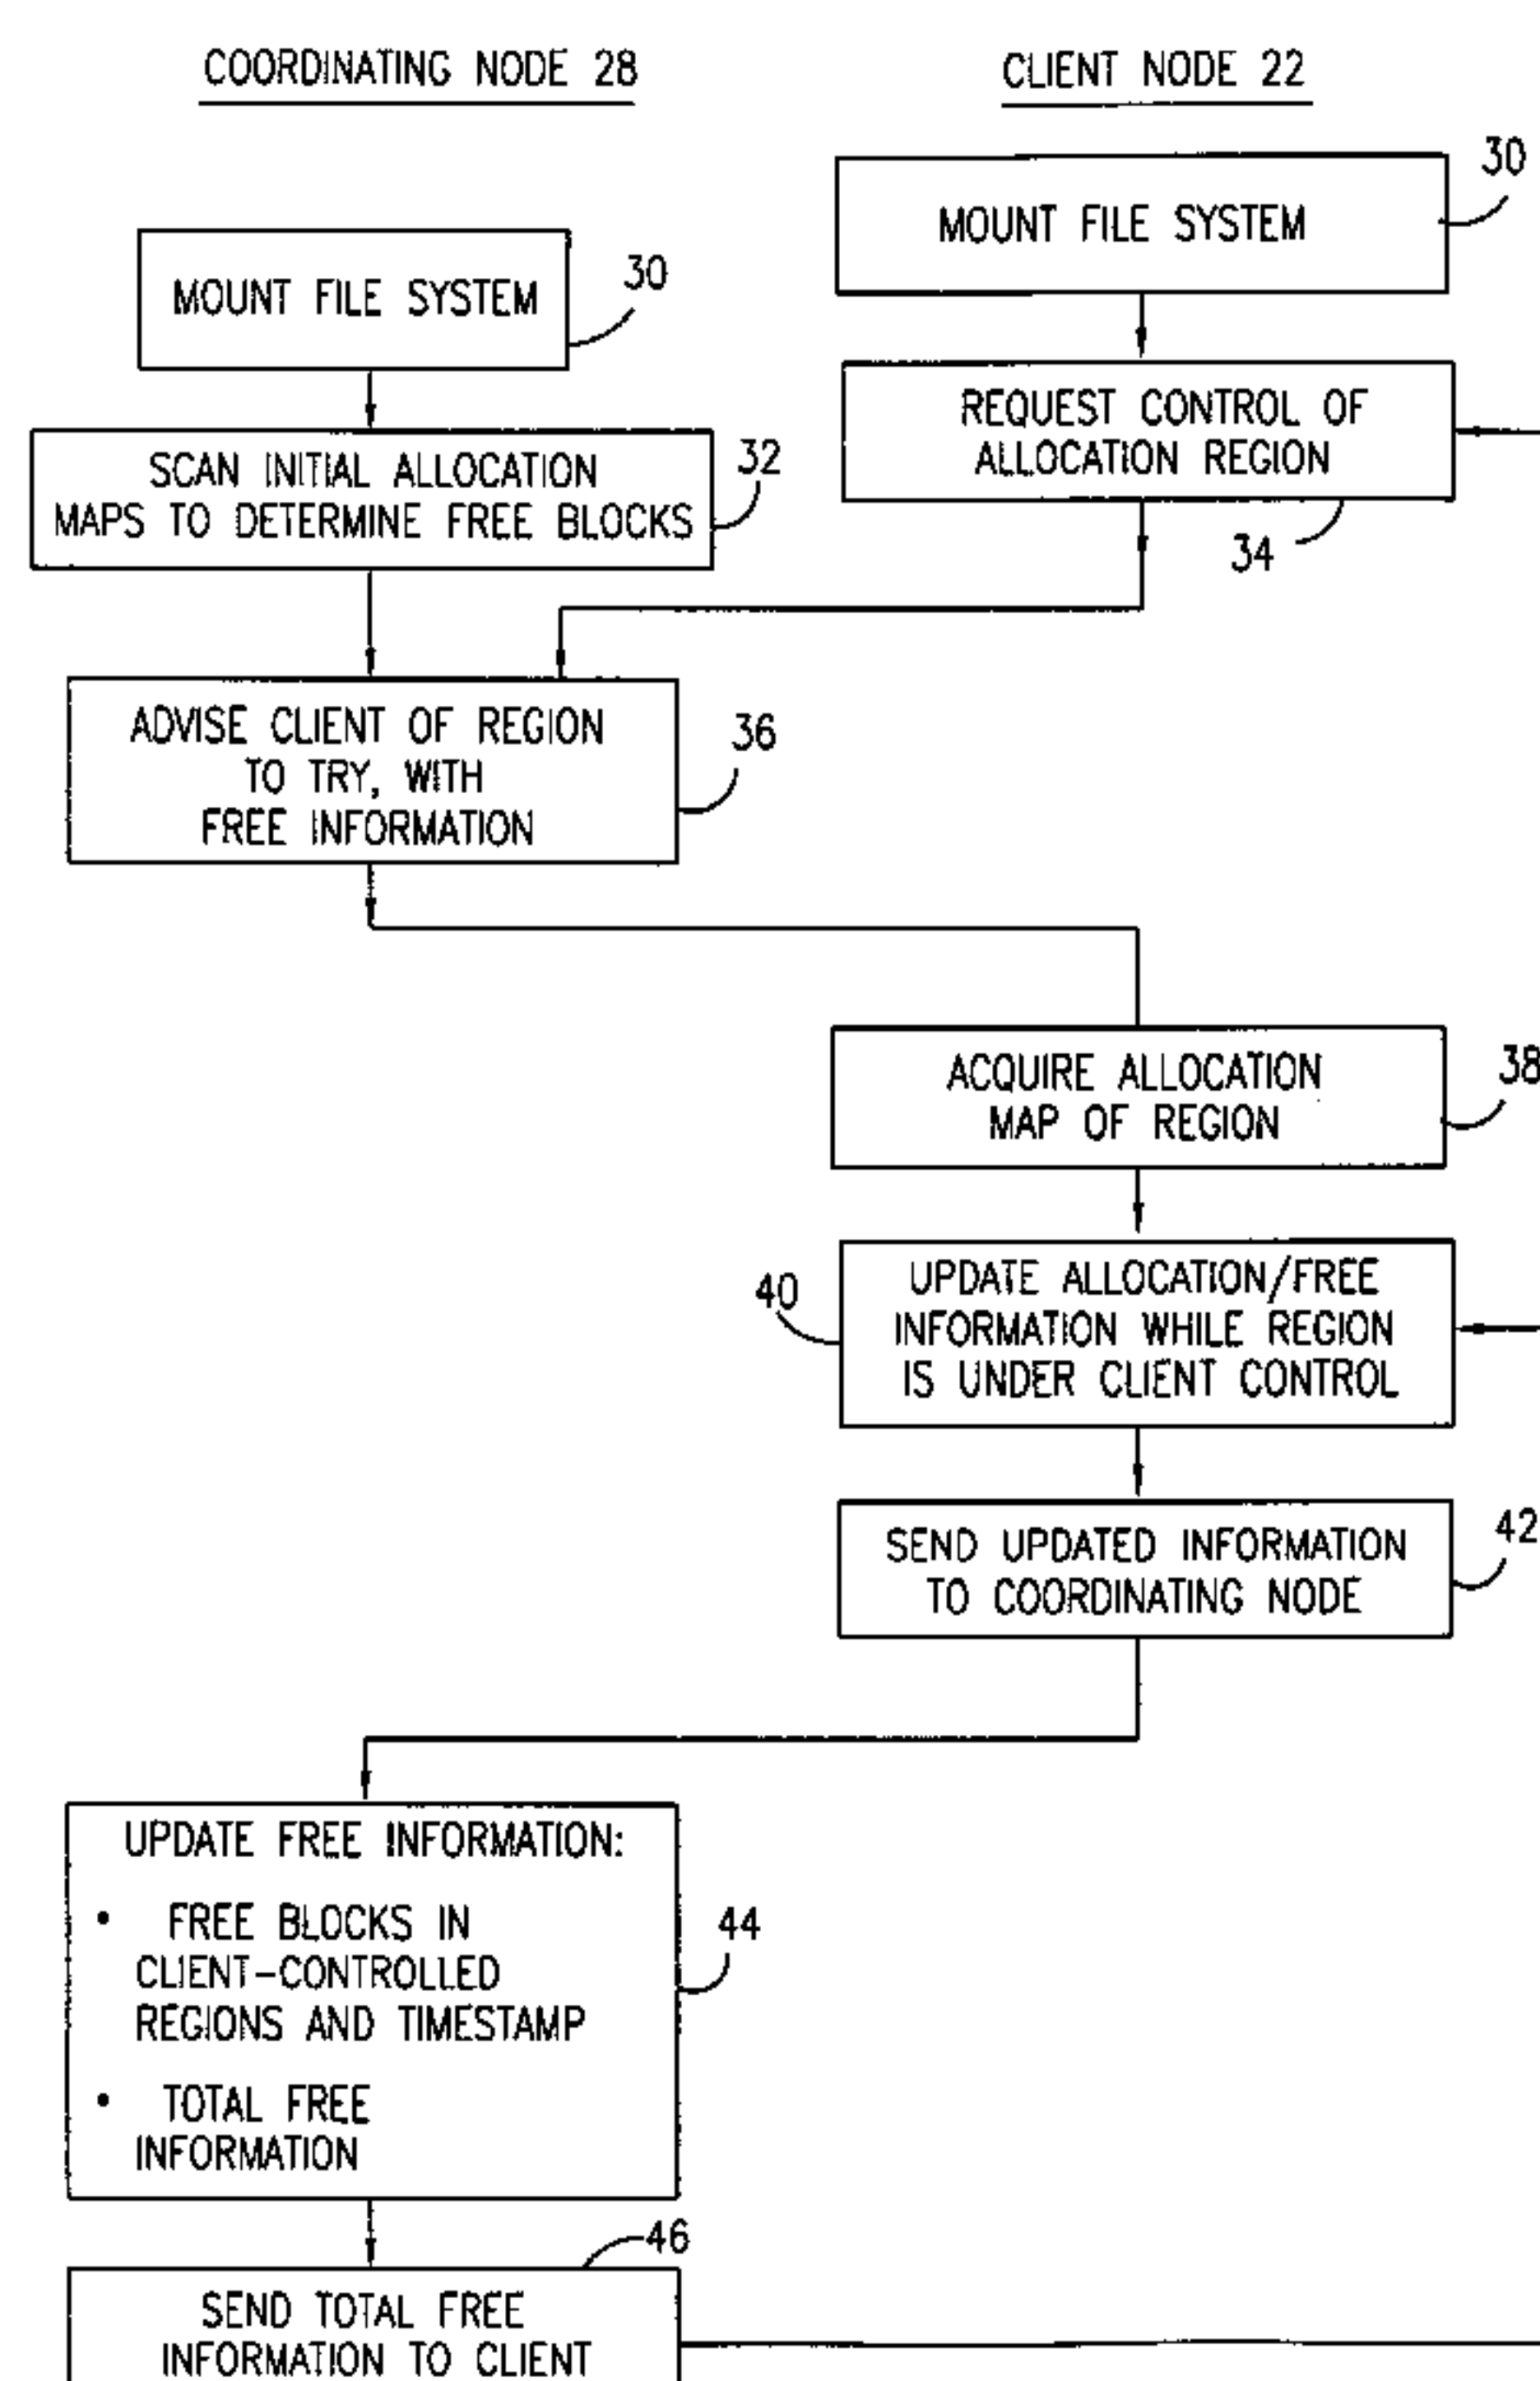 COORDINATING NODE 28
CLIENT NODE 22
MOUNT FILE SYSTEM
30
MOUNT FILE SYSTEM
30
SCAN INITIAL ALLOCATION
MAPS TO DETERMINE FREE BLOCKS
32
REQUEST CONTROL OF
ALLOCATION REGION
34
ADVISE CLIENT OF REGION
TO TRY, WITH
FREE INFORMATION
36
ACQUIRE ALLOCATION
MAP OF REGION
38
40
UPDATE ALLOCATION/FREE
INFORMATION WHILE REGION
IS UNDER CLIENT CONTROL
SEND UPDATED INFORMATION
TO COORDINATING NODE
42
UPDATE FREE INFORMATION:
• FREE BLOCKS IN
CLIENT-CONTROLLED
REGIONS AND TIMESTAMP
• TOTAL FREE
INFORMATION
44
46
SEND TOTAL FREE
INFORMATION TO CLIENT